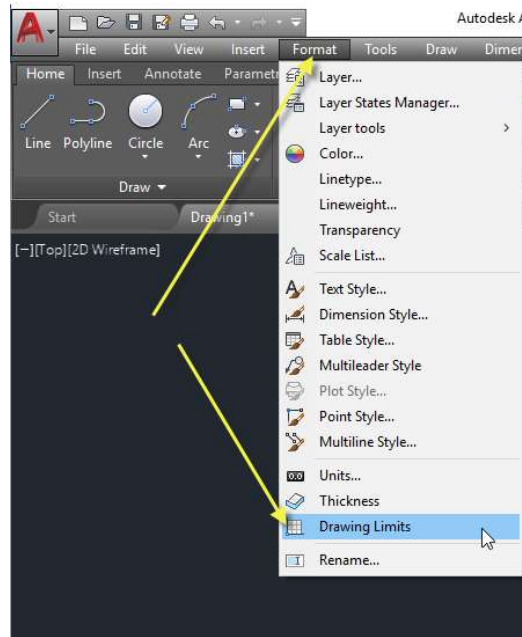 Autodesk A
File Edit View Insert Format Tools Draw Dimen
Home Insert Annotate Parametr
Line Polyline Circle Arc
Draw
Start Drawing1*
[−][Top][2D Wireframe]
Layer...
Layer States Manager...
Layer tools
Color...
Linetype...
Lineweight...
Transparency
Scale List...
Text Style...
Dimension Style...
Table Style...
Multileader Style
Plot Style...
Point Style...
Multiline Style...
0.0 Units...
Thickness
Drawing Limits
Rename...